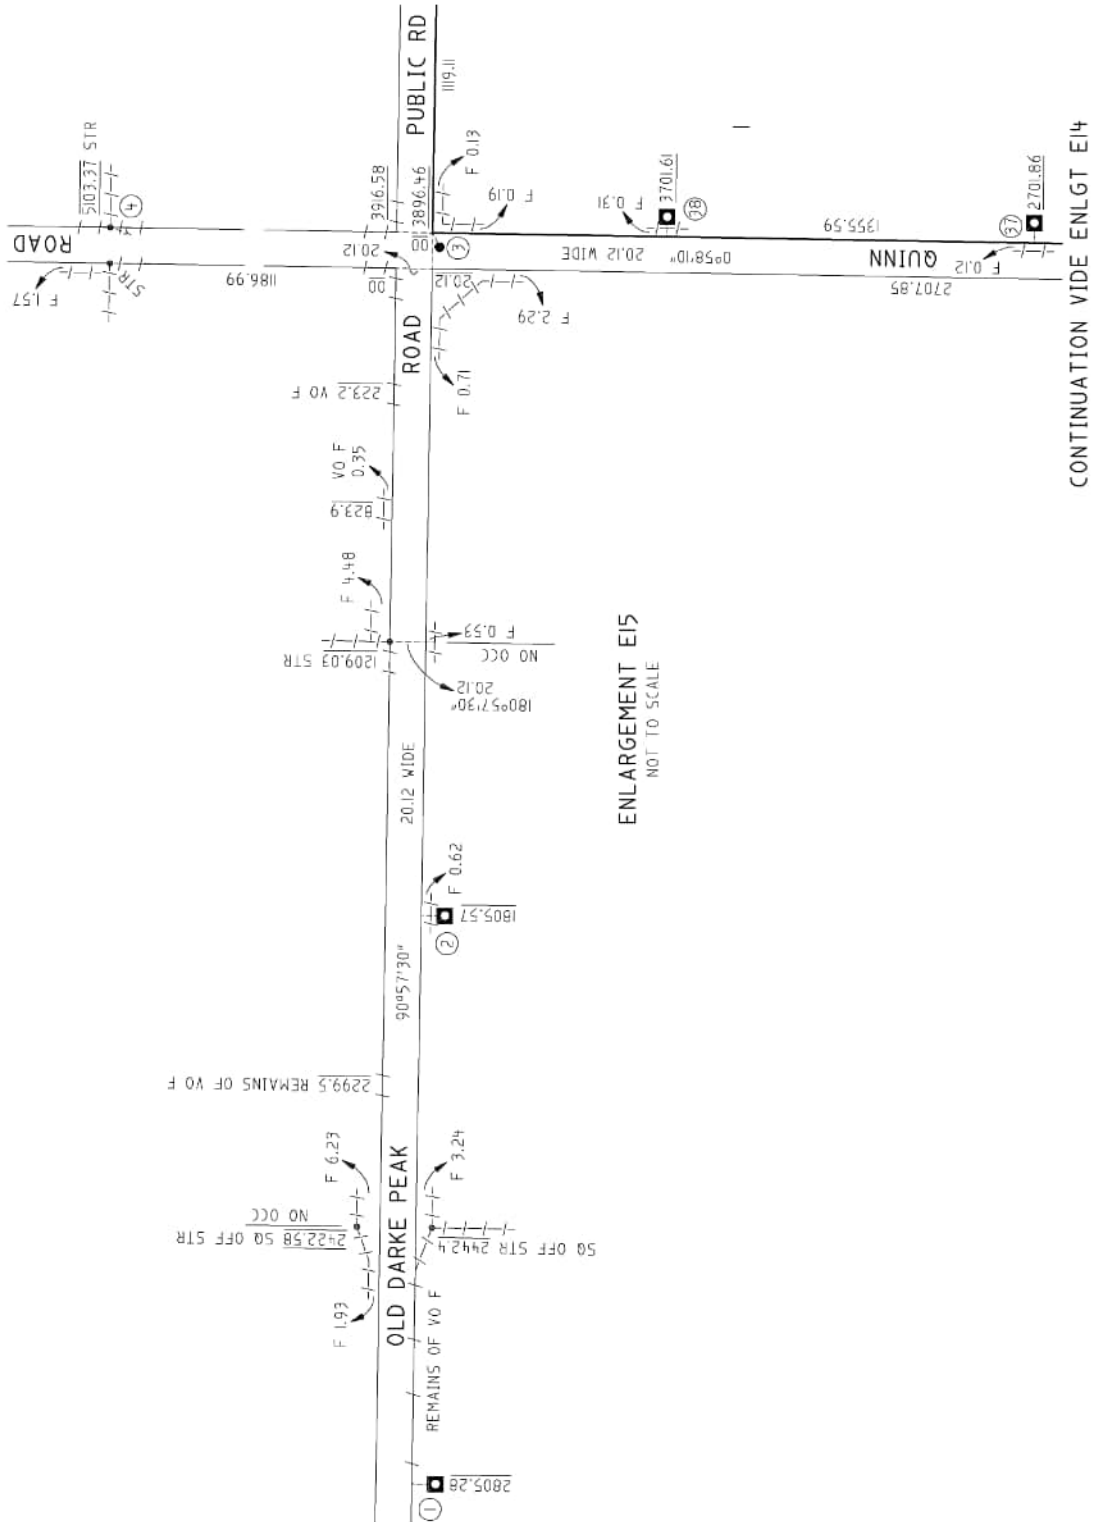 PUBLIC RD
1119.11
5103.37 STR
4
ROAD
STR
F 1.57
1186.99
3916.58
3896.46
F 0.13
F 0.19
00
20.12
00
3
20.12
F 0.31
3701.61
38
1355.59
0°58'10"
20.12 WIDE
QUINN
37
2701.86
F 0.12
2707.85
F 2.29
F 0.71
ROAD
CONTINUATION VIDE ENLGT E14
223.2 VO F
VO F
0.35
823.9
F 4.48
1209.03 STR
F 0.53
NO OCC
20.12
180°57'30"
ENLARGEMENT E15
NOT TO SCALE
20.12 WIDE
F 0.62
1805.57
2
90°57'30"
2299.5 REMAINS OF VO F
F 6.23
NO OCC
2422.58 SQ OFF STR
F 1.93
OLD DARKE PEAK
F 3.24
SQ OFF STR 2442.4
REMAINS OF VO F
2805.28
1